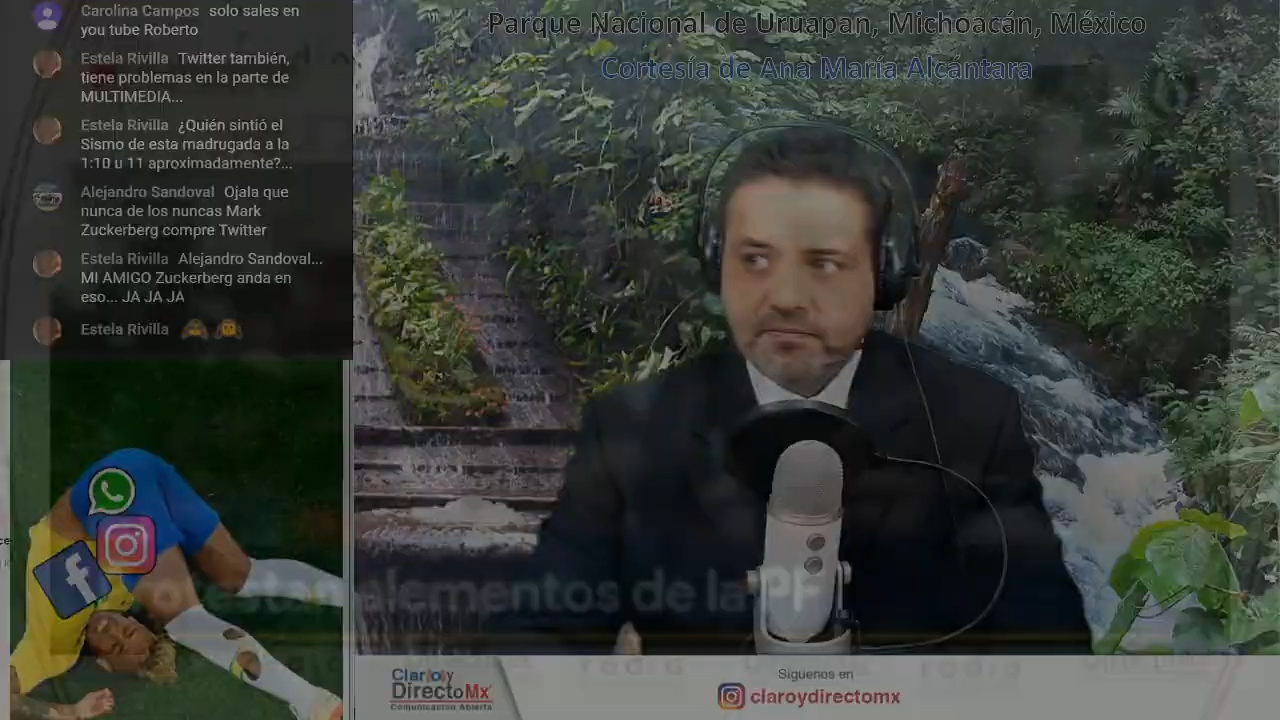 Carolina Campos solo sales en
you tube Roberto
Estela Rivilla Twitter también,
tiene problemas en la parte de
MULTIMEDIA...
Estela Rivilla ¿Quién sintió el
Sismo de esta madrugada a la
1:10 u 11 aproximadamente?...
Alejandro Sandoval Ojala que
nunca de los nuncas Mark
Zuckerberg compre Twitter
Estela Rivilla Alejandro Sandoval...
MI AMIGO Zuckerberg anda en
eso... JA JA JA
Estela Rivilla
Parque Nacional de Uruapan, Michoacán, México
Cortesía de Ana María Alcántara
elementos de la PF
Claro y
DirectoMx
Comunicación Abierta
Síguenos en
claroydirectomx